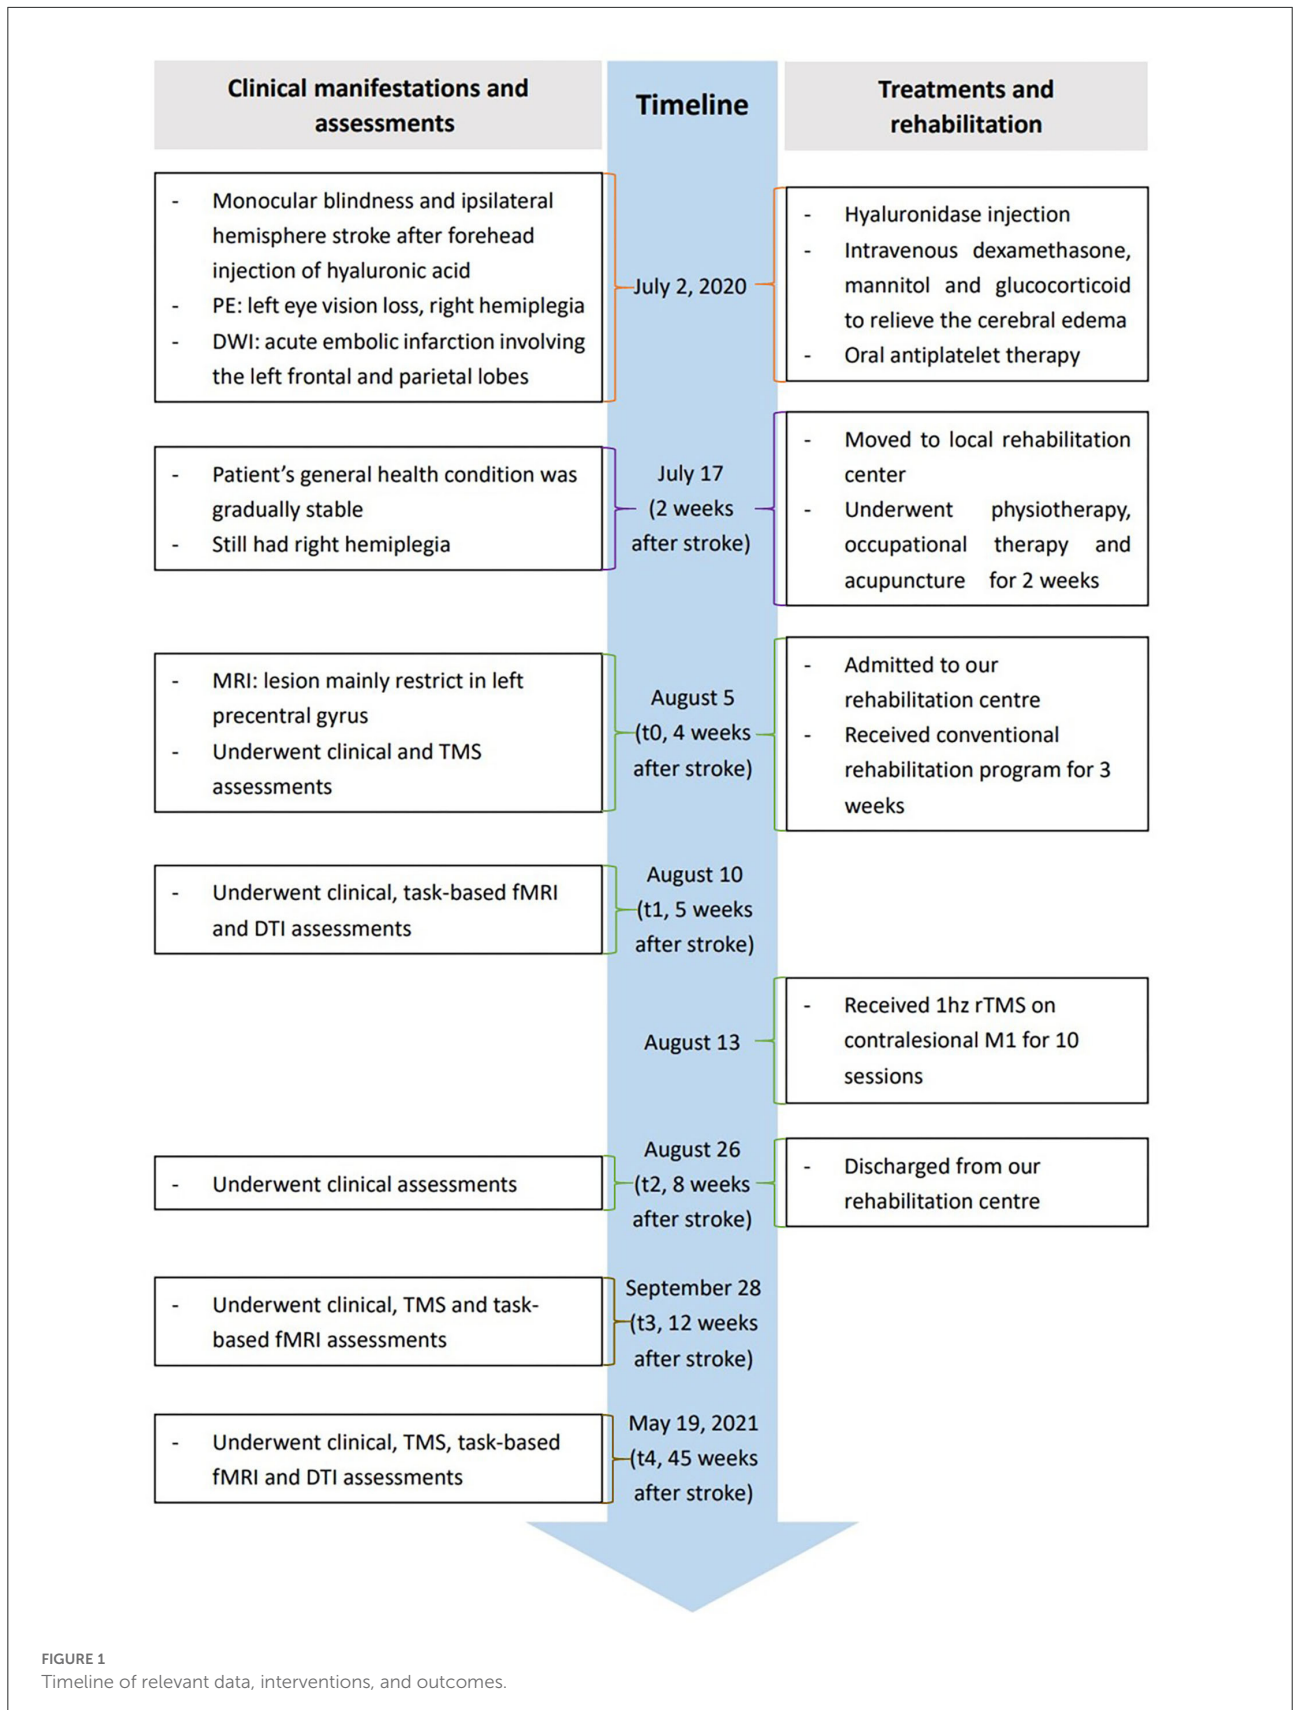 Clinical manifestations and
assessments
Timeline
Treatments and
rehabilitation
- Monocular blindness and ipsilateral
hemisphere stroke after forehead
injection of hyaluronic acid
- PE: left eye vision loss, right hemiplegia
- DWI: acute embolic infarction involving
the left frontal and parietal lobes
July 2, 2020
- Hyaluronidase injection
- Intravenous dexamethasone,
mannitol and glucocorticoid
to relieve the cerebral edema
- Oral antiplatelet therapy
- Patient's general health condition was
gradually stable
- Still had right hemiplegia
July 17
(2 weeks
after stroke)
- Moved to local rehabilitation
center
- Underwent physiotherapy,
occupational therapy and
acupuncture for 2 weeks
- MRI: lesion mainly restrict in left
precentral gyrus
- Underwent clinical and TMS
assessments
August 5
(t0, 4 weeks
after stroke)
- Admitted to our
rehabilitation centre
- Received conventional
rehabilitation program for 3
weeks
- Underwent clinical, task-based fMRI
and DTI assessments
August 10
(t1, 5 weeks
after stroke)
August 13
- Received 1hz rTMS on
contralesional M1 for 10
sessions
- Underwent clinical assessments
August 26
(t2, 8 weeks
after stroke)
- Discharged from our
rehabilitation centre
- Underwent clinical, TMS and task-
based fMRI assessments
September 28
(t3, 12 weeks
after stroke)
- Underwent clinical, TMS, task-based
fMRI and DTI assessments
May 19, 2021
(t4, 45 weeks
after stroke)
FIGURE 1
Timeline of relevant data, interventions, and outcomes.